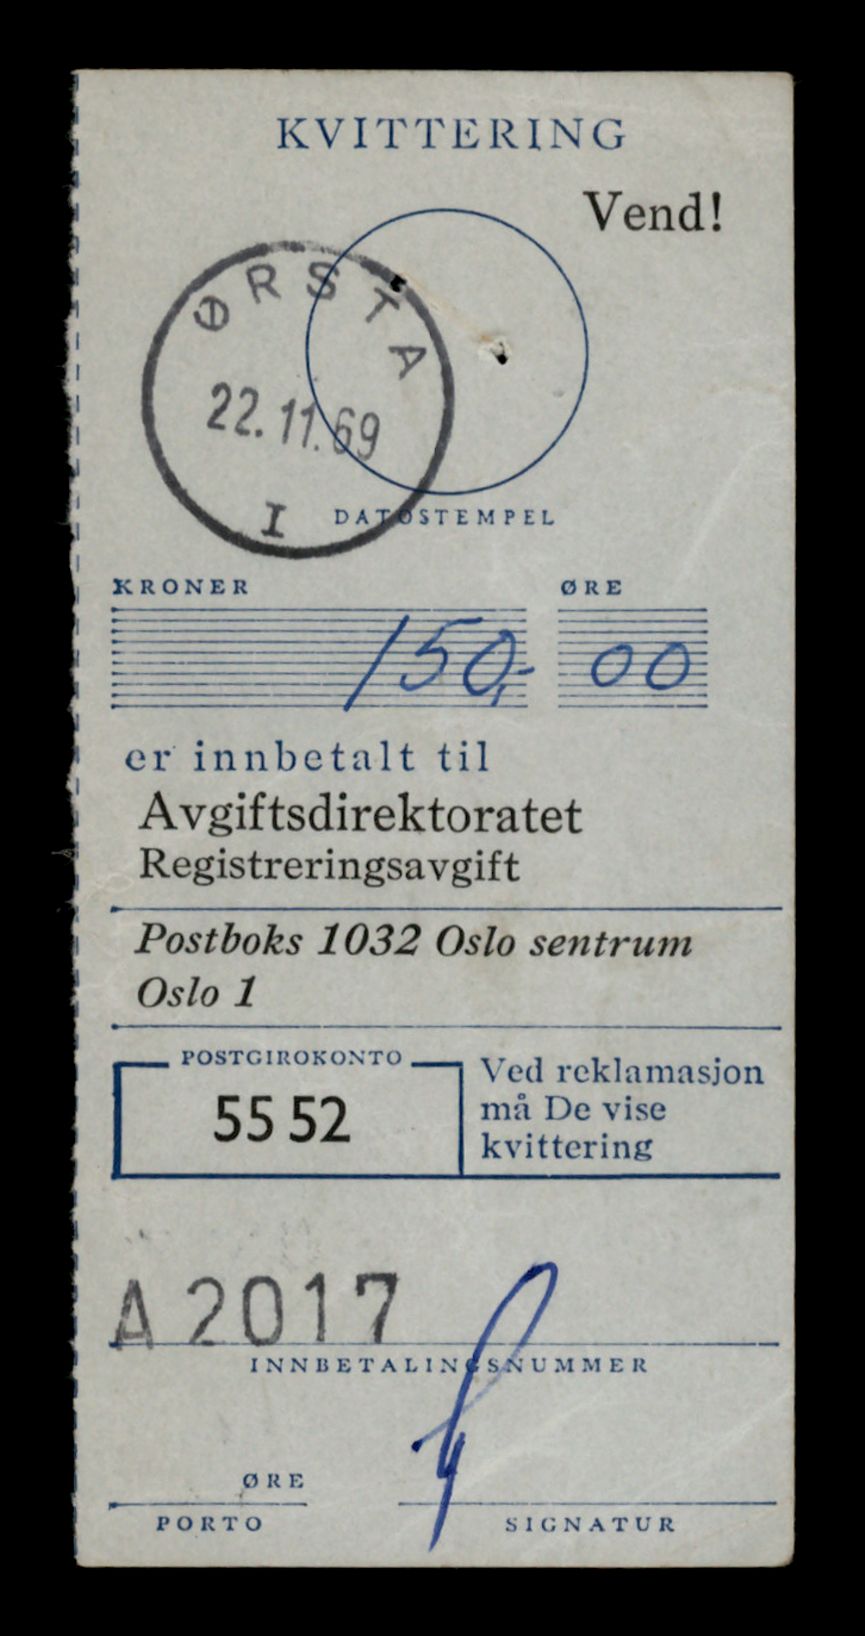 KVITTERING
Vend!
ØRSTA
22.11.69
I
DATOSTEMPEL
KRONER ØRE
150,- 00
er innbetalt til
Avgiftsdirektoratet
Registreringsavgift
Postboks 1032 Oslo sentrum
Oslo 1
POSTGIROKONTO
55 52
Ved reklamasjon
må De vise
kvittering
A 2017
INNBETALINGSNUMMER
ØRE
PORTO
SIGNATUR